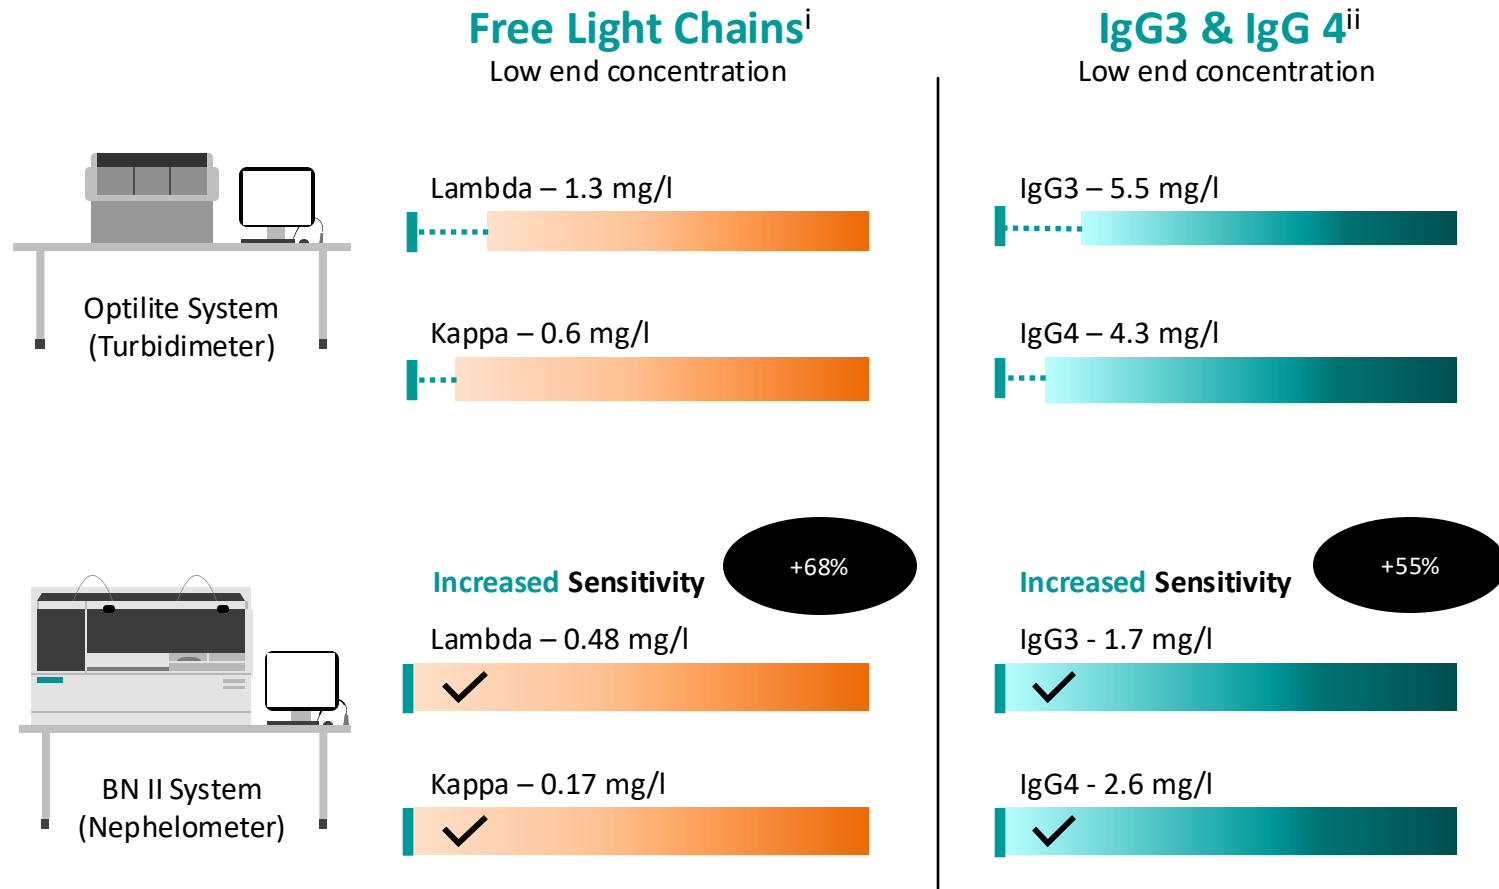 Free Light Chainsi
Low end concentration
IgG3 & IgG 4ii
Low end concentration
Optilite System
(Turbidimeter)
Lambda – 1.3 mg/l
Kappa – 0.6 mg/l
IgG3 – 5.5 mg/l
IgG4 – 4.3 mg/l
BN II System
(Nephelometer)
Increased Sensitivity
+68%
Lambda – 0.48 mg/l
Kappa – 0.17 mg/l
Increased Sensitivity
+55%
IgG3 - 1.7 mg/l
IgG4 - 2.6 mg/l